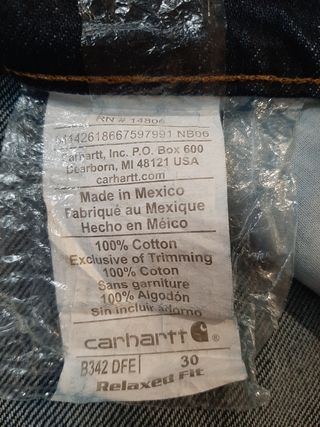 RN # 14806
142618667597991 NB06
Carhartt, Inc. P.O. Box 600
Dearborn, MI 48121 USA
carhartt.com
Made in Mexico
Fabriqué au Mexique
Hecho en Méico
100% Cotton
Exclusive of Trimming
100% Coton
Sans garniture
100% Algodón
Sin incluir adorno
carhartt
B342 DFE 30
Relaxed Fit